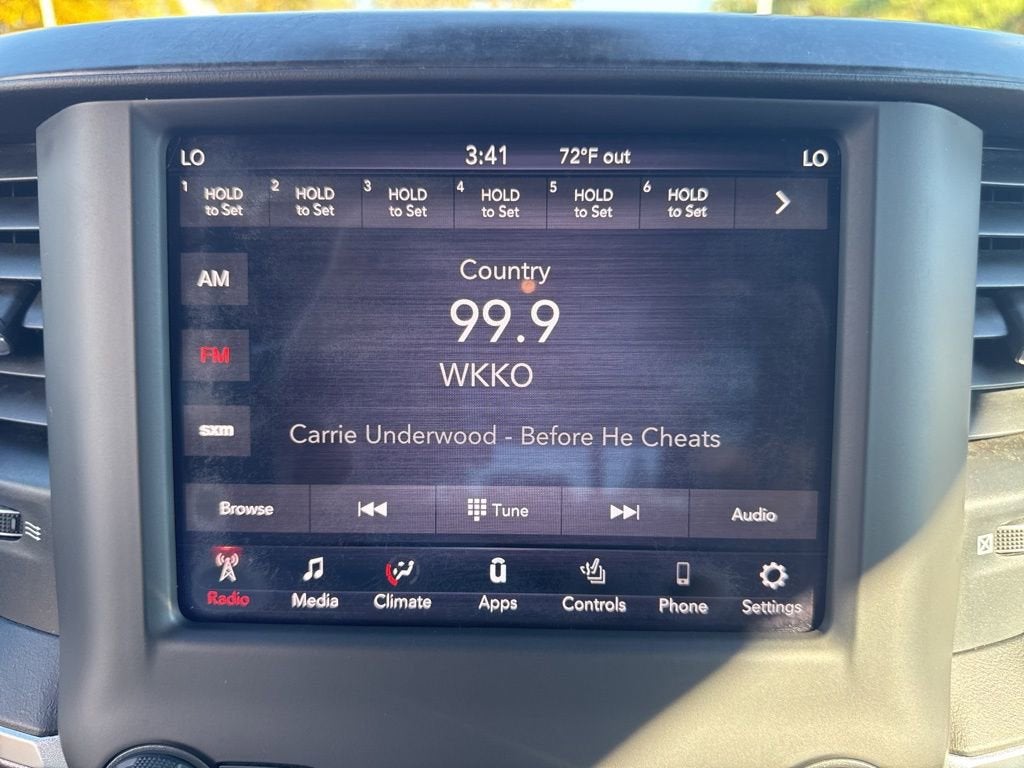 LO 3:41 72°F out LO
1 HOLD to Set 2 HOLD to Set 3 HOLD to Set 4 HOLD to Set 5 HOLD to Set 6 HOLD to Set
Country
AM
99.9
FM
WKKO
sxm
Carrie Underwood - Before He Cheats
Browse Tune Audio
Radio Media Climate Apps Controls Phone Settings